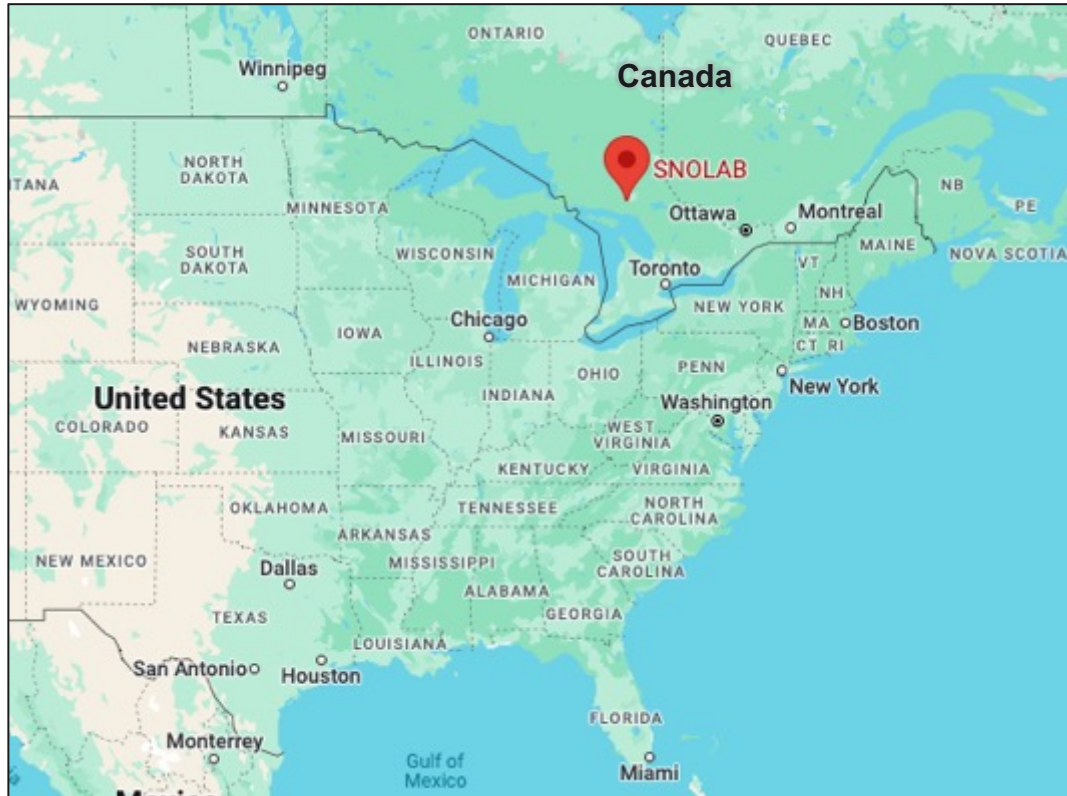 ONTARIO
QUEBEC
Winnipeg
Canada
NORTH
DAKOTA
SNOLAB
NB
PE
MINNESOTA
Ottawa
Montreal
NOVA SCOTIA
MAINE
WISCONSIN
SOUTH
DAKOTA
MICHIGAN
Toronto
VT
NH
NEW YORK
WYOMING
Chicago
IOWA
MA
Boston
CT RI
NEBRASKA
ILLINOIS
OHIO
PENN
New York
INDIANA
United States
Washington
COLORADO
KANSAS
MISSOURI
WEST
VIRGINIA
KENTUCKY
VIRGINIA
OKLAHOMA
TENNESSEE
NORTH
CAROLINA
ARKANSAS
NEW MEXICO
MISSISSIPPI
SOUTH
CAROLINA
Dallas
ALABAMA
TEXAS
GEORGIA
LOUISIANA
San Antonio
Houston
FLORIDA
Monterrey
Gulf of
Mexico
Miami